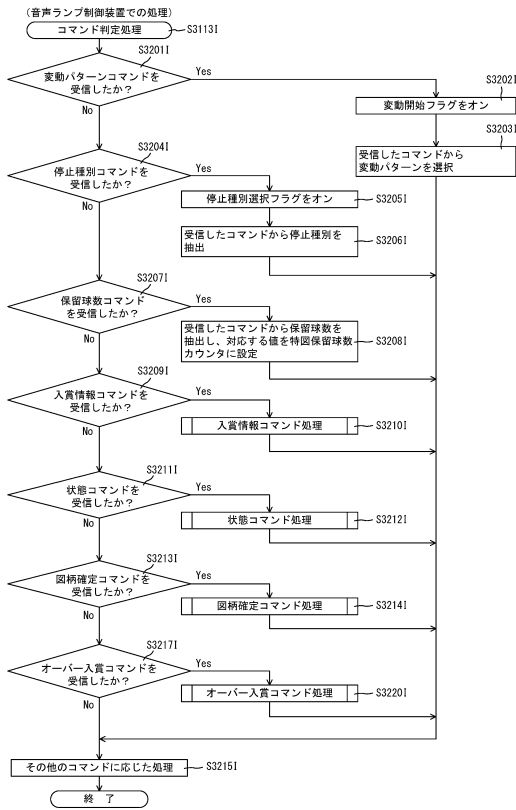 (音声ランプ制御装置での処理)
コマンド判定処理
S3113I
S3201I
変動パターンコマンドを
受信したか?
Yes
No
S3202I
変動開始フラグをオン
S3203I
受信したコマンドから
変動パターンを選択
S3204I
停止種別コマンドを
受信したか?
Yes
No
停止種別選択フラグをオン
S3205I
受信したコマンドから停止種別を
抽出
S3206I
S3207I
保留球数コマンド
を受信したか?
Yes
No
受信したコマンドから保留球数を
抽出し、対応する値を特図保留球数
カウンタに設定
S3208I
S3209I
入賞情報コマンドを
受信したか?
Yes
No
入賞情報コマンド処理
S3210I
S3211I
状態コマンドを
受信したか?
Yes
No
状態コマンド処理
S3212I
S3213I
図柄確定コマンドを
受信したか?
Yes
No
図柄確定コマンド処理
S3214I
S3217I
オーバー入賞コマンドを
受信したか?
Yes
No
オーバー入賞コマンド処理
S3220I
その他のコマンドに応じた処理
S3215I
終 了